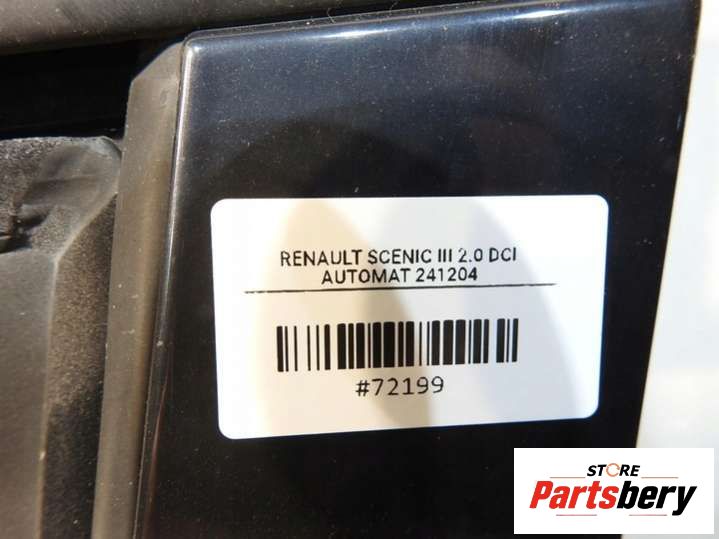 RENAULT SCENIC III 2.0 DCI
AUTOMAT 241204
#72199
STORE
Partsbery